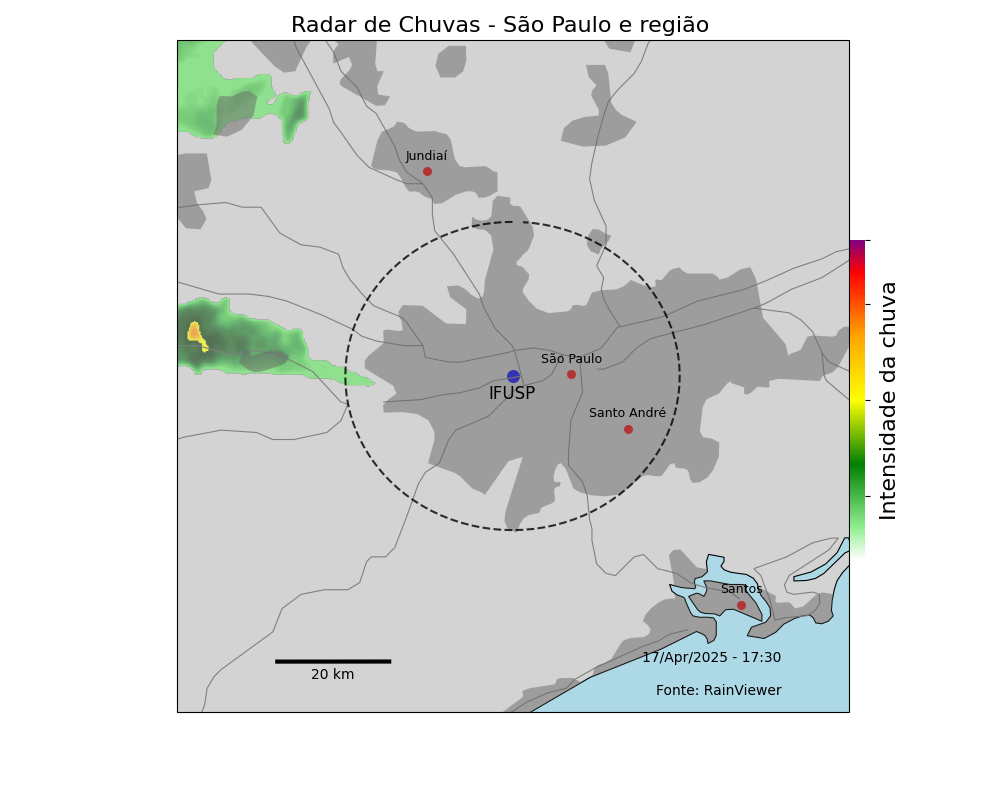 Radar de Chuvas - São Paulo e região
Jundiaí
São Paulo
IFUSP
Santo André
Intensidade da chuva
Santos
17/Apr/2025 - 17:30
20 km
Fonte: RainViewer